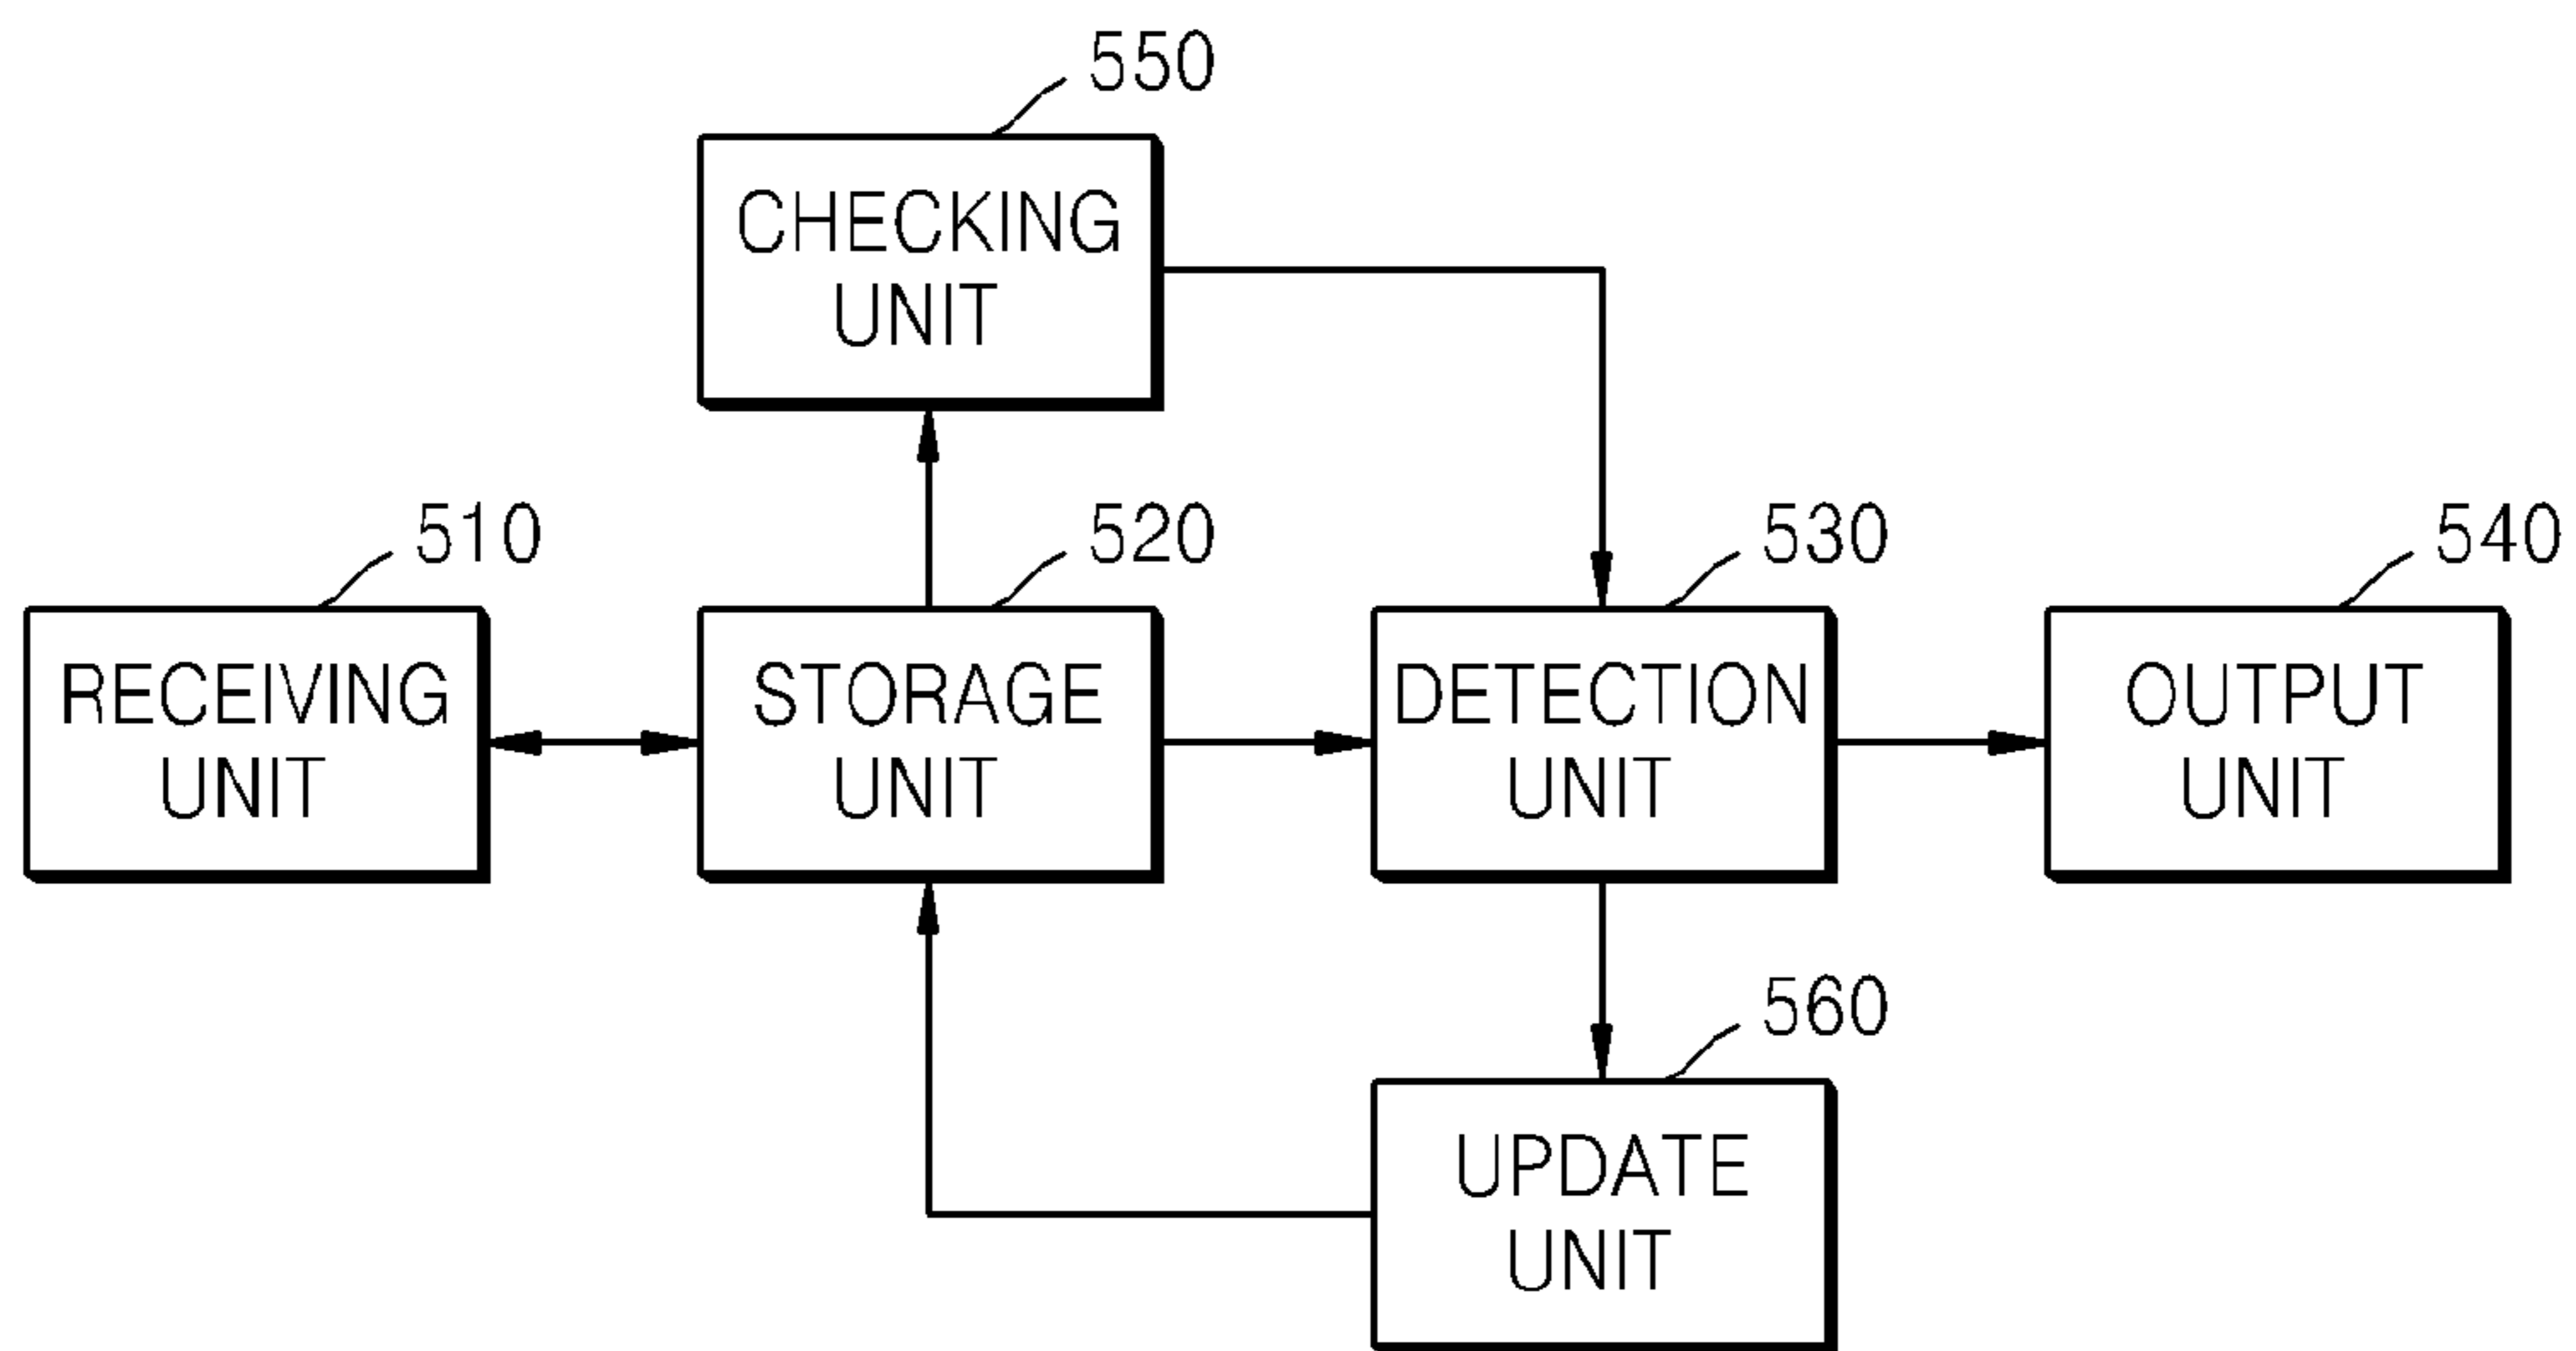 550
CHECKING
UNIT
510
520
530
540
RECEIVING
UNIT
STORAGE
UNIT
DETECTION
UNIT
OUTPUT
UNIT
560
UPDATE
UNIT